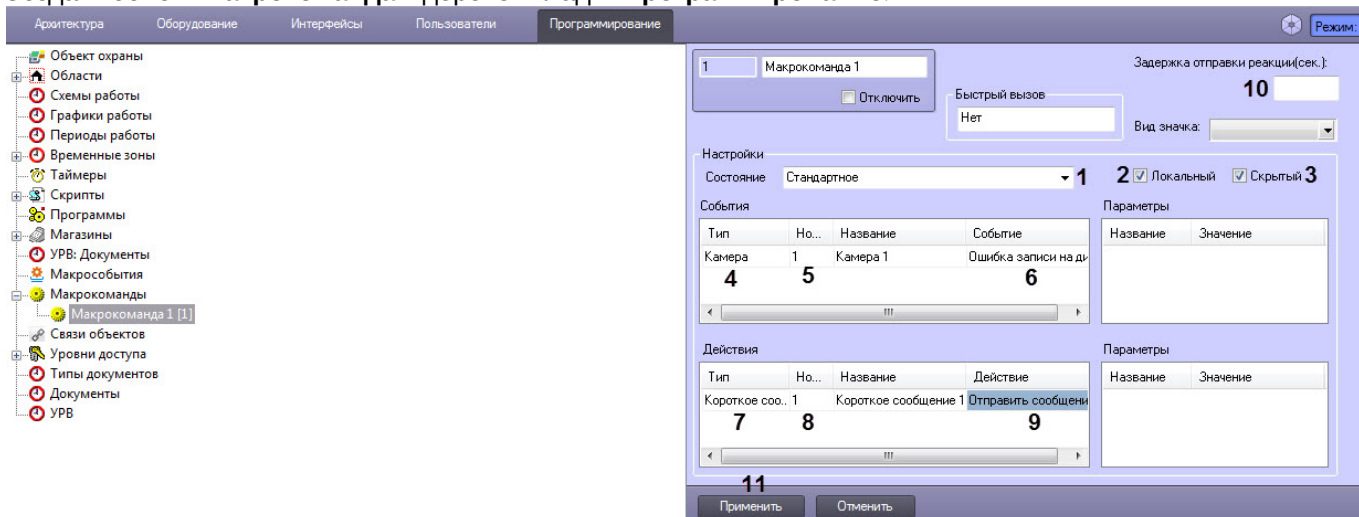 Архитектура Оборудование Интерфейсы Пользователи Программирование Режим:
Объект охраны
Области
Схемы работы
Графики работы
Периоды работы
Временные зоны
Таймеры
Скрипты
Программы
Магазины
УРВ: Документы
Макрособытия
Макрокоманды
Макрокоманда 1 [1]
Связи объектов
Уровни доступа
Типы документов
Документы
УРВ
1 Макрокоманда 1
Отключить
Быстрый вызов
Нет
Задержка отправки реакции(сек.):
10
Вид значка:
Настройки
Состояние Стандартное 1 2 Локальный Скрытый 3
События Параметры
Тип Но... Название Событие Название Значение
Камера 1 Камера 1 Ошибка записи на ди
4 5 6
Действия Параметры
Тип Но... Название Действие Название Значение
Короткое соо.. 1 Короткое сообщение 1 Отправить сообщени
7 8 9
11
Применить Отменить